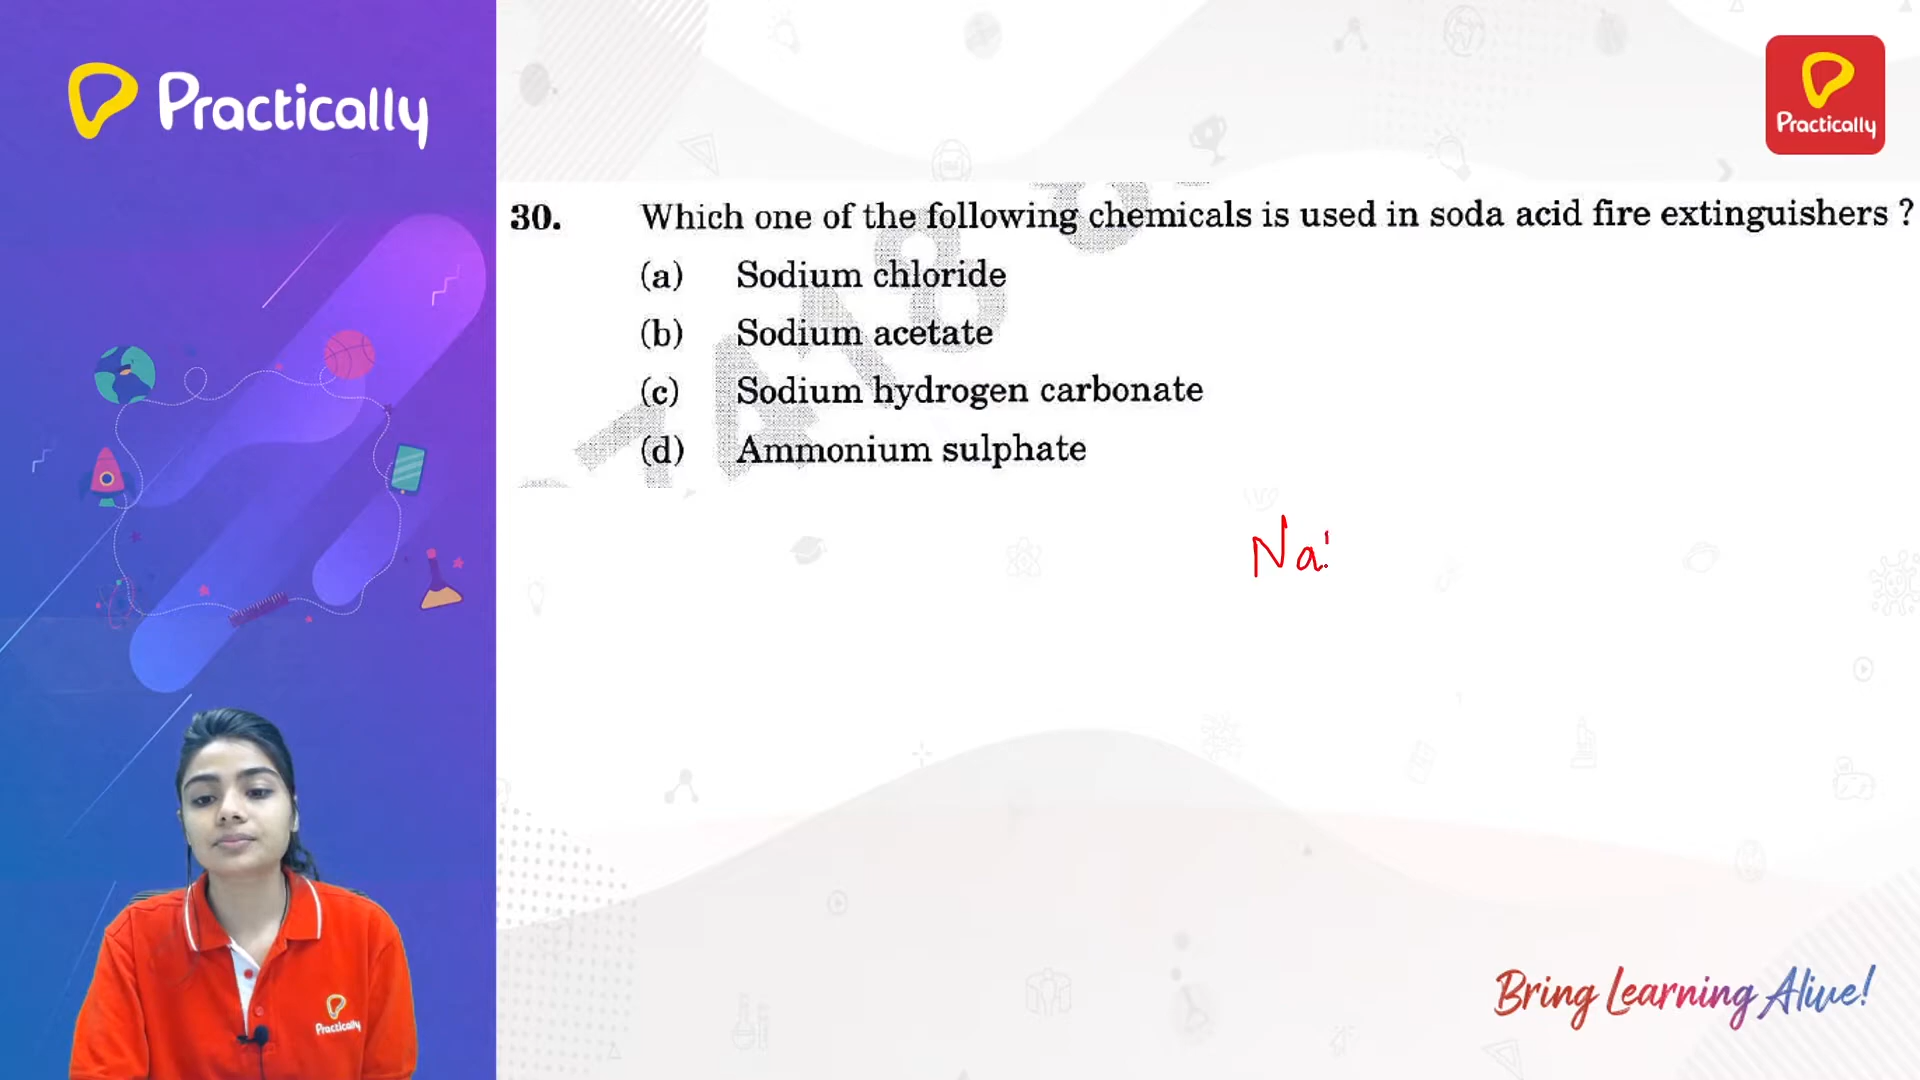 Practically
Practically
30. Which one of the following chemicals is used in soda acid fire extinguishers ?
(a) Sodium chloride
(b) Sodium acetate
(c) Sodium hydrogen carbonate
(d) Ammonium sulphate
Na
Practically
Bring Learning Alive!